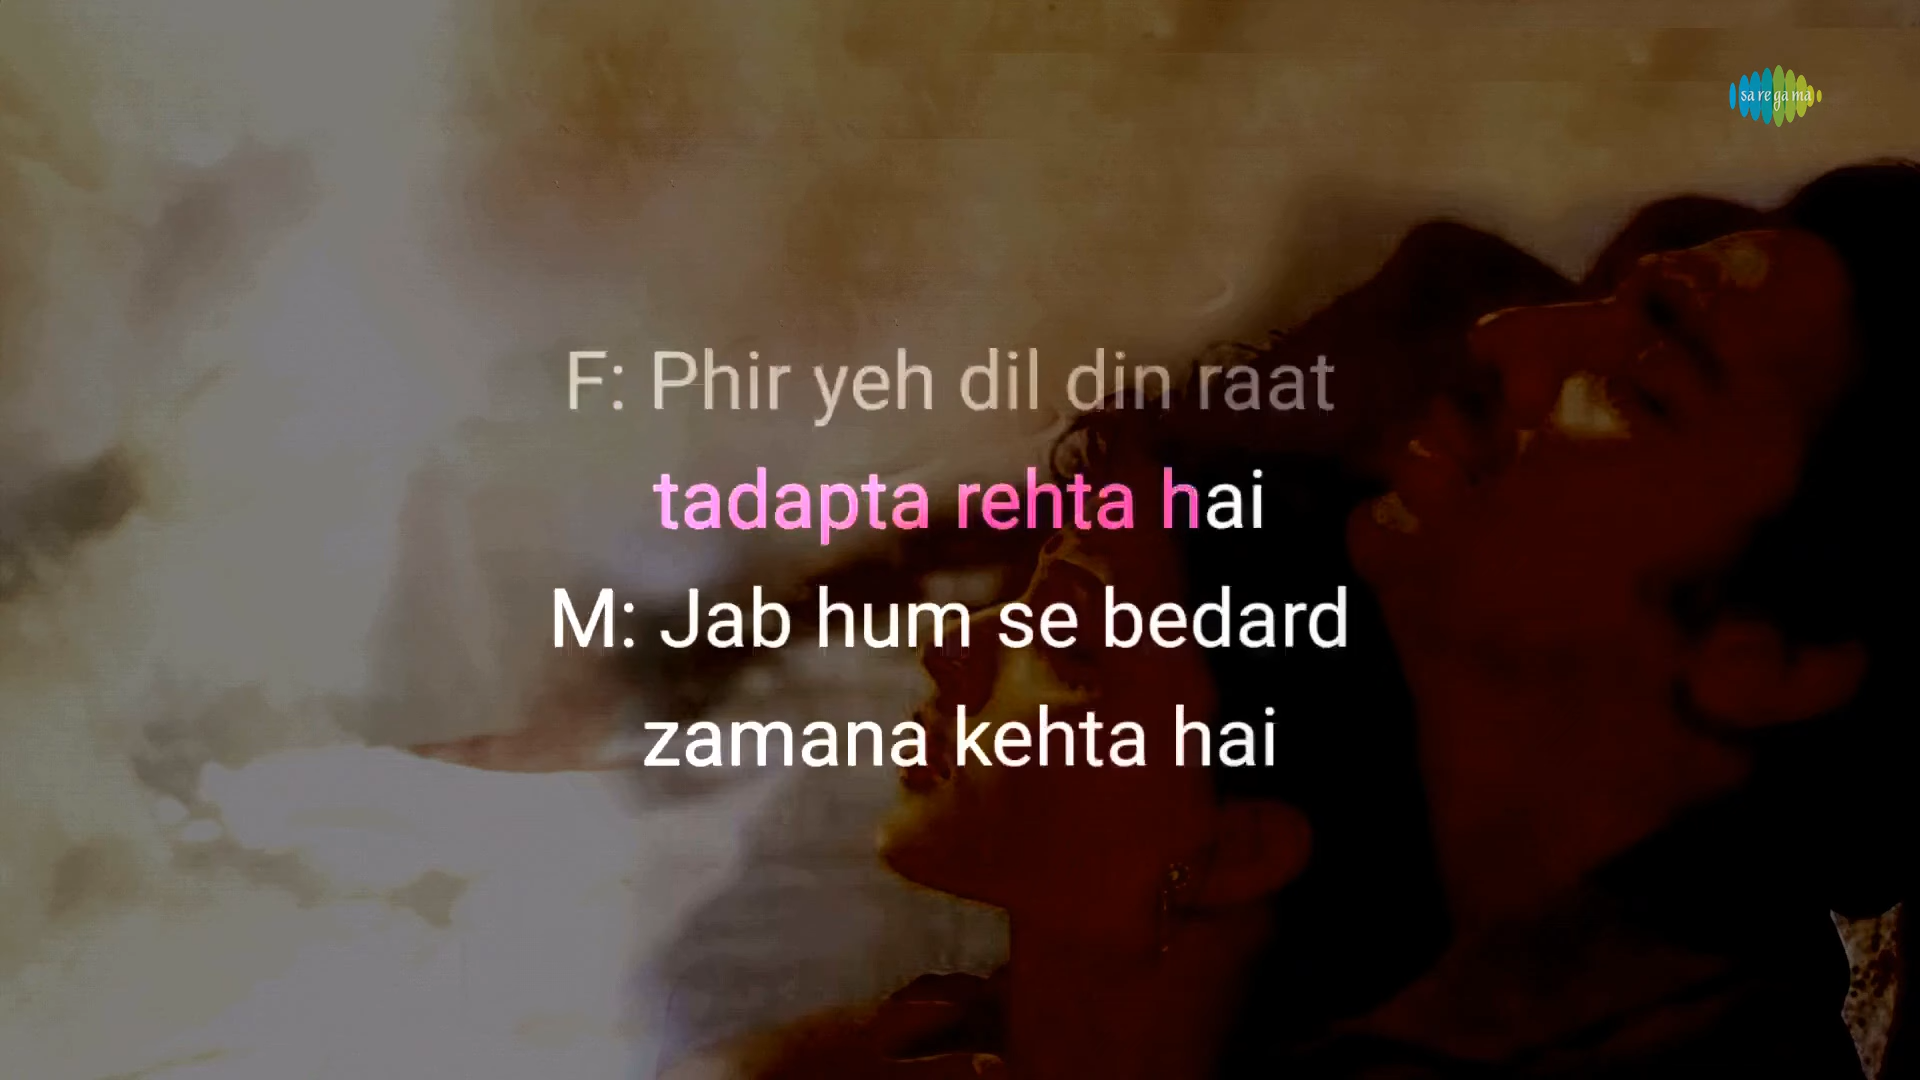 sa re ga ma
F: Phir yeh dil din raat
tadapta rehta hai
M: Jab hum se bedard
zamana kehta hai